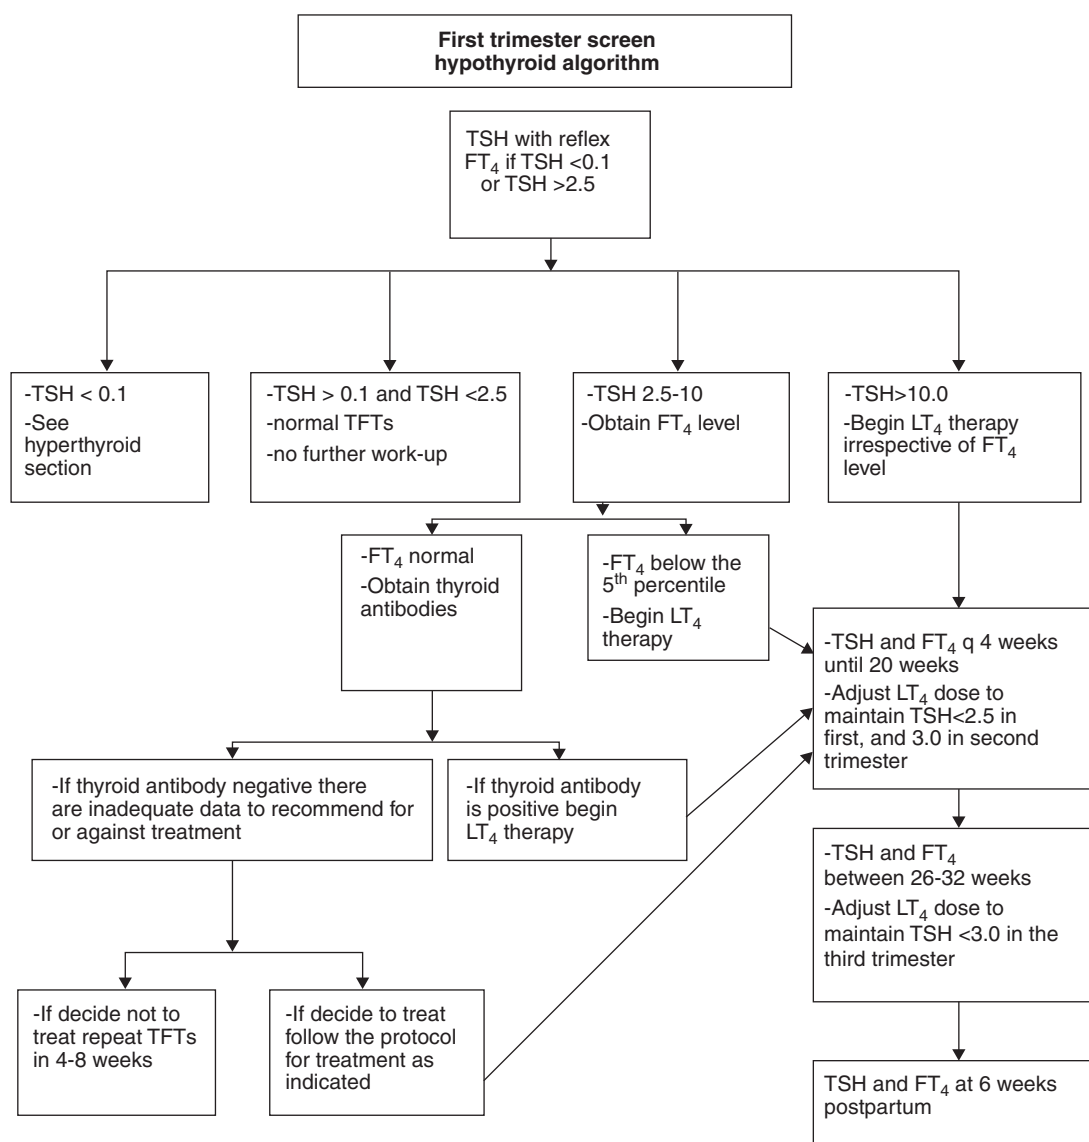 First trimester screen
hypothyroid algorithm
TSH with reflex
FT₄ if TSH <0.1
or TSH >2.5
-TSH < 0.1
-See
hyperthyroid
section
-TSH > 0.1 and TSH <2.5
-normal TFTs
-no further work-up
-TSH 2.5-10
-Obtain FT₄ level
-TSH>10.0
-Begin LT₄ therapy
irrespective of FT₄
level
-FT₄ normal
-Obtain thyroid
antibodies
-FT₄ below the
5ᵗʰ percentile
-Begin LT₄
therapy
-TSH and FT₄ q 4 weeks
until 20 weeks
-Adjust LT₄ dose to
maintain TSH<2.5 in
first, and 3.0 in second
trimester
-If thyroid antibody negative there
are inadequate data to recommend for
or against treatment
-If thyroid antibody
is positive begin
LT₄ therapy
-TSH and FT₄
between 26-32 weeks
-Adjust LT₄ dose to
maintain TSH <3.0 in the
third trimester
-If decide not to
treat repeat TFTs
in 4-8 weeks
-If decide to treat
follow the protocol
for treatment as
indicated
TSH and FT₄ at 6 weeks
postpartum